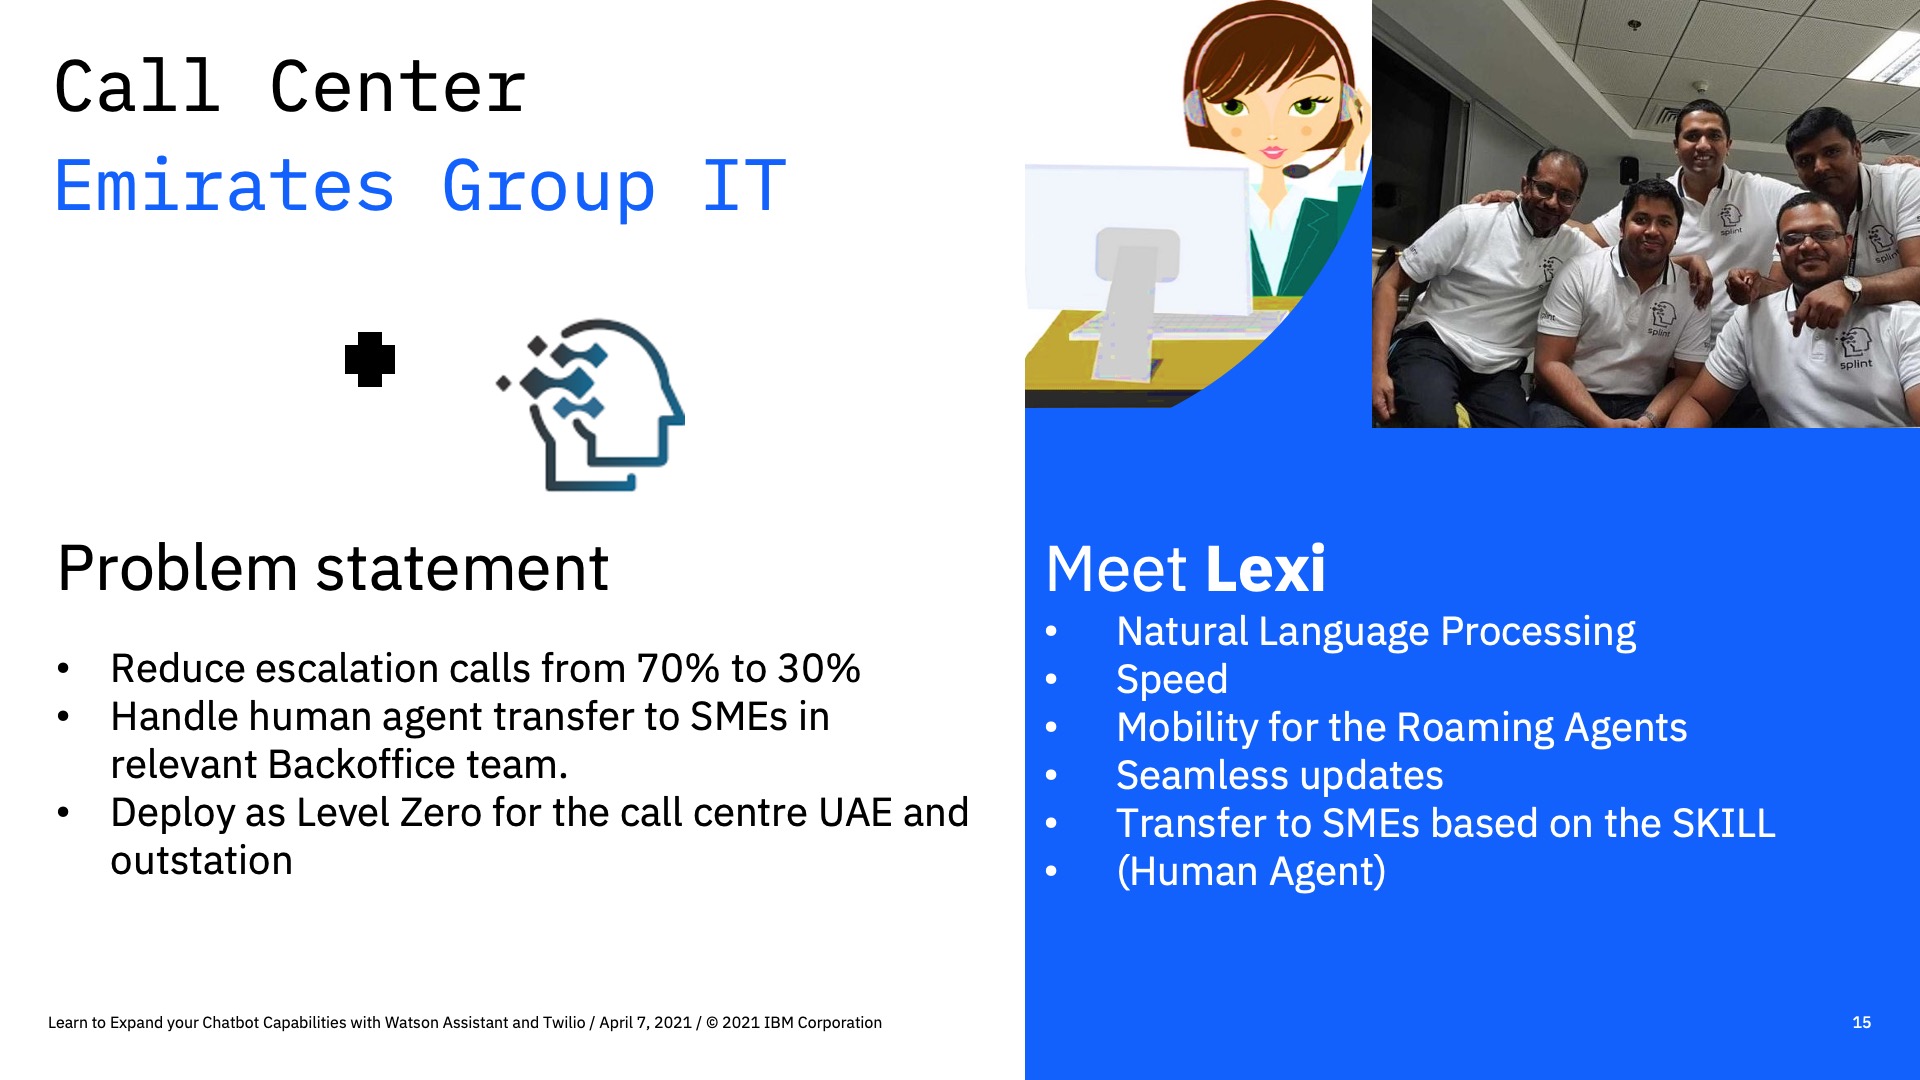 Call Center
Emirates Group IT
Problem statement
• Reduce escalation calls from 70% to 30%
• Handle human agent transfer to SMEs in
relevant Backoffice team.
• Deploy as Level Zero for the call centre UAE and
outstation
splint
splint
splint
splint
Meet Lexi
• Natural Language Processing
• Speed
• Mobility for the Roaming Agents
• Seamless updates
• Transfer to SMEs based on the SKILL
• (Human Agent)
Learn to Expand your Chatbot Capabilities with Watson Assistant and Twilio / April 7, 2021 / © 2021 IBM Corporation
15